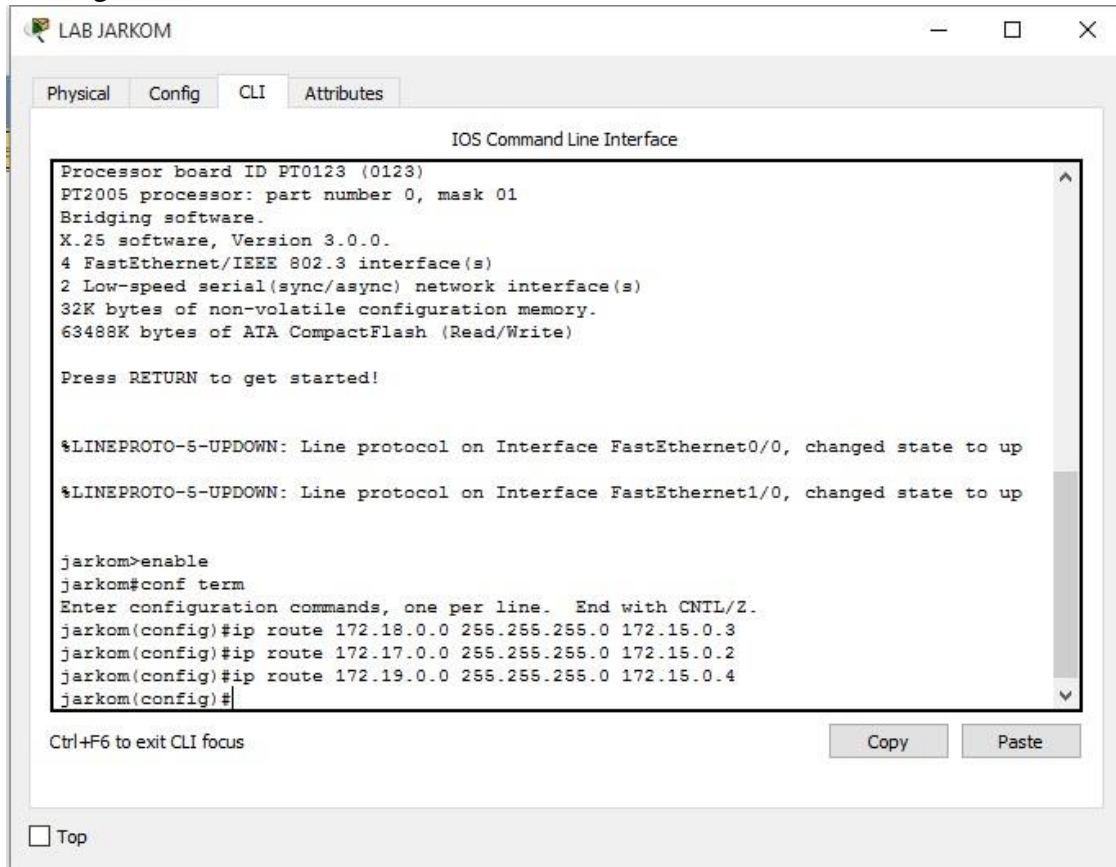 LAB JARKOM
Physical Config CLI Attributes
IOS Command Line Interface
Processor board ID PT0123 (0123)
PT2005 processor: part number 0, mask 01
Bridging software.
X.25 software, Version 3.0.0.
4 FastEthernet/IEEE 802.3 interface(s)
2 Low-speed serial(sync/async) network interface(s)
32K bytes of non-volatile configuration memory.
63488K bytes of ATA CompactFlash (Read/Write)
Press RETURN to get started!
%LINEPROTO-5-UPDOWN: Line protocol on Interface FastEthernet0/0, changed state to up
%LINEPROTO-5-UPDOWN: Line protocol on Interface FastEthernet1/0, changed state to up
jarkom>enable
jarkom#conf term
Enter configuration commands, one per line.  End with CNTL/Z.
jarkom(config)#ip route 172.18.0.0 255.255.255.0 172.15.0.3
jarkom(config)#ip route 172.17.0.0 255.255.255.0 172.15.0.2
jarkom(config)#ip route 172.19.0.0 255.255.255.0 172.15.0.4
jarkom(config)#
Ctrl+F6 to exit CLI focus Copy Paste
Top